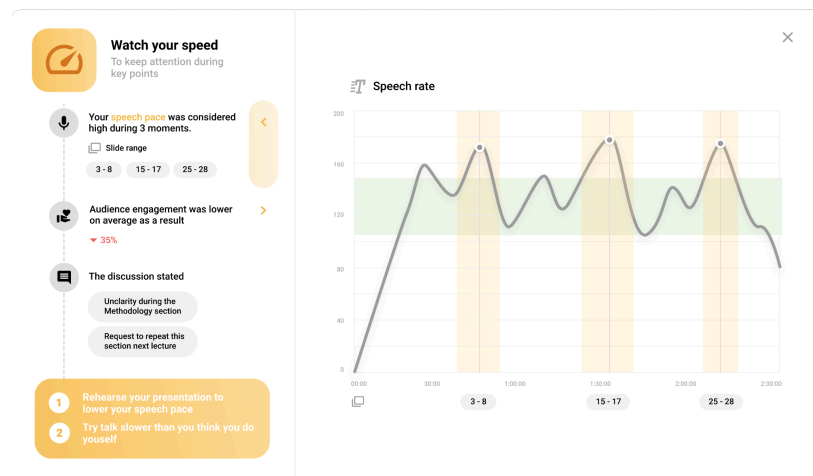 Watch your speed
To keep attention during
key points
Your speech pace was considered
high during 3 moments.
Slide range
3 - 8
15 - 17
25 - 28
Audience engagement was lower
on average as a result
35%
The discussion stated
Unclarity during the
Methodology section
Request to repeat this
section next lecture
1 Rehearse your presentation to
lower your speech pace
2 Try talk slower than you think you do
youself
T Speech rate
200
160
120
80
40
0
00:00
30:00
1:00:00
1:30:00
2:00:00
2:30:00
3 - 8
15 - 17
25 - 28